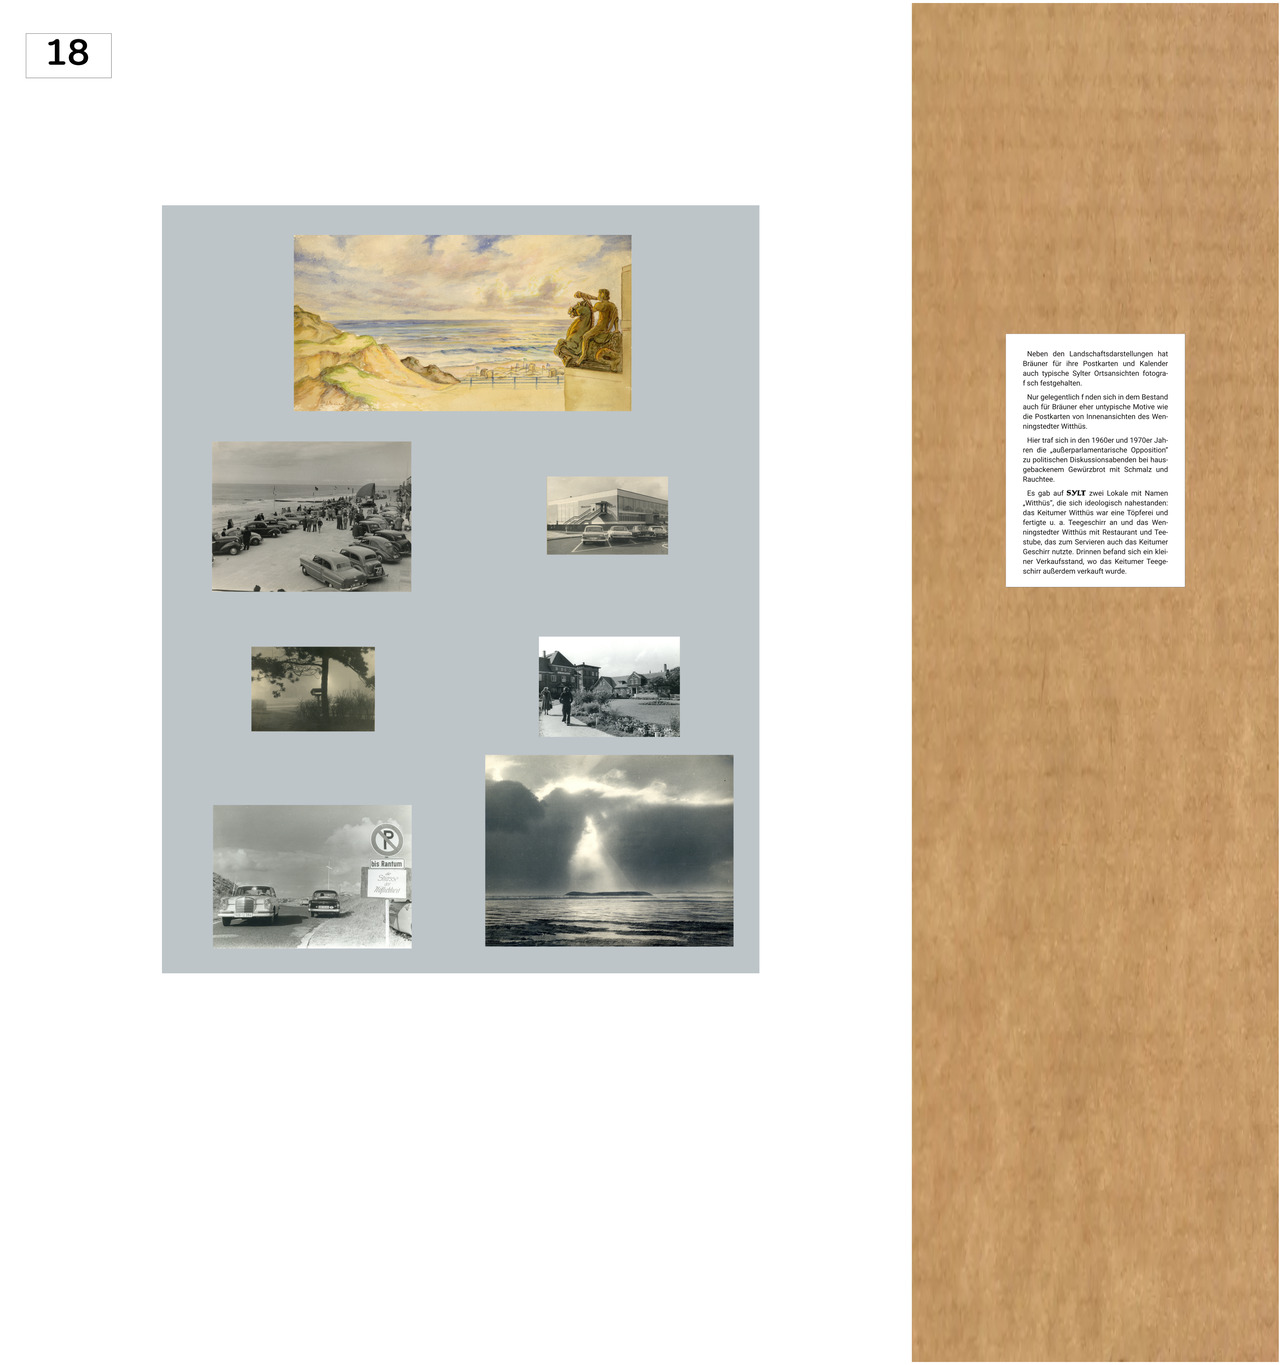 18
Neben den Landschaftsdarstellungen hat
Bräuner für ihre Postkarten und Kalender
auch typische Sylter Ortsansichten fotogra-
f sch festgehalten.
Nur gelegentlich f nden sich in dem Bestand
auch für Bräuner eher untypische Motive wie
die Postkarten von Innenansichten des Wen-
ningstedter Witthüs.
Hier traf sich in den 1960er und 1970er Jah-
ren die „außerparlamentarische Opposition"
zu politischen Diskussionsabenden bei haus-
gebackenem Gewürzbrot mit Schmalz und
Rauchtee.
Es gab auf SYLT zwei Lokale mit Namen
„Witthüs", die sich ideologisch nahestanden:
das Keitumer Witthüs war eine Töpferei und
fertigte u. a. Teegeschirr an und das Wen-
ningstedter Witthüs mit Restaurant und Tee-
stube, das zum Servieren auch das Keitumer
Geschirr nutzte. Drinnen befand sich ein klei-
ner Verkaufsstand, wo das Keitumer Teege-
schirr außerdem verkauft wurde.
P
bis Rantum